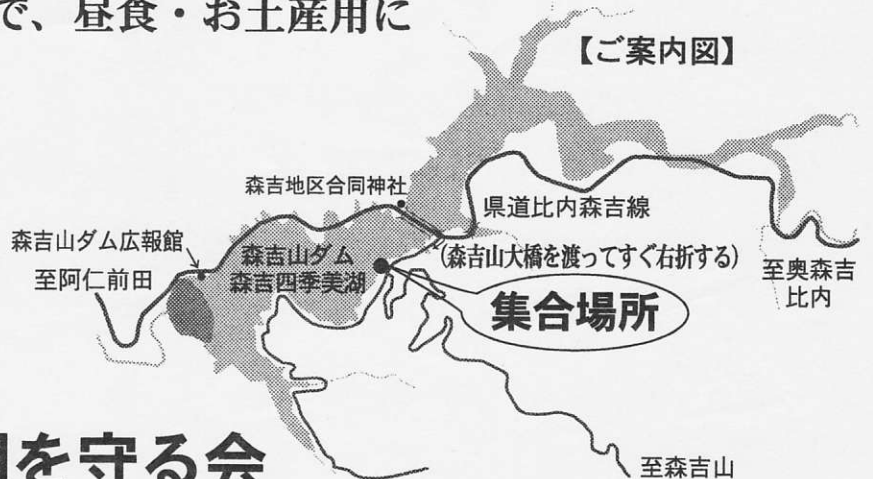 で、昼食・お土産用に
【ご案内図】
森吉地区合同神社
県道比内森吉線
森吉山ダム広報館
森吉山ダム
森吉四季美湖
(森吉山大橋を渡ってすぐ右折する)
至阿仁前田
至奥森吉
比内
集合場所
を守る会
至森吉山